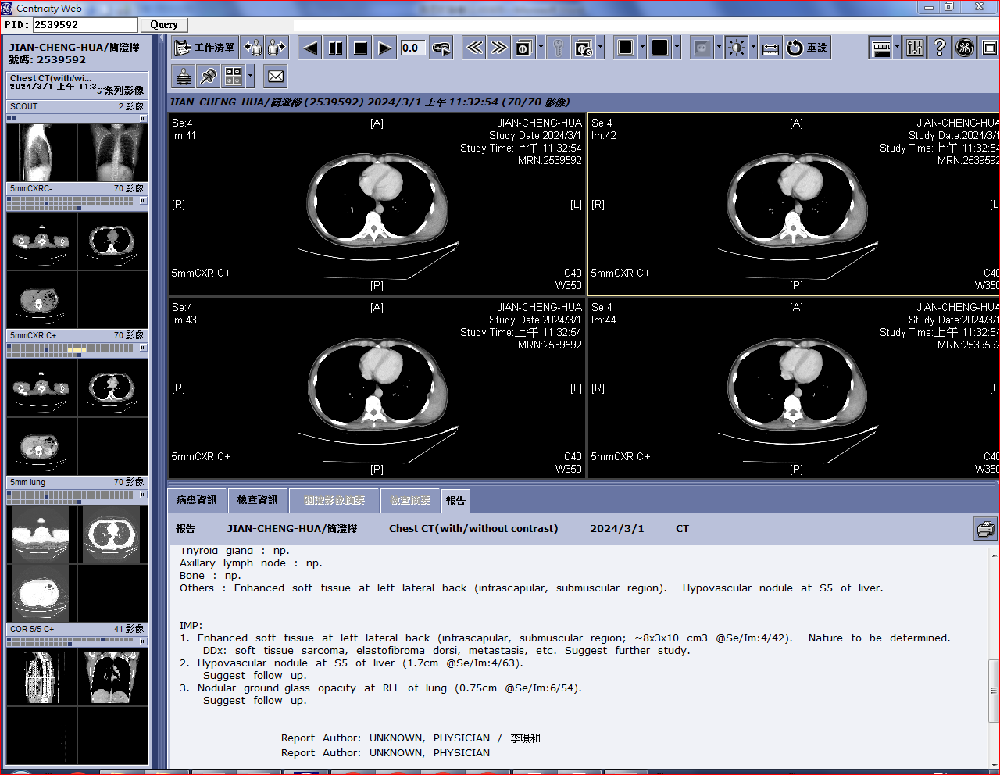 Centricity Web
PID: 2539592 Query
JIAN-CHENG-HUA/簡澄樺
號碼: 2539592
Chest CT(with/wi...
2024/3/1 上午 11:3... 系列影像
SCOUT 2 影像
5mmCXRC- 70 影像
5mmCXR C+ 70 影像
5mm lung 70 影像
COR 5/5 C+ 41 影像
工作清單 0.0 重設
JIAN-CHENG-HUA/簡澄樺 (2539592) 2024/3/1 上午 11:32:54 (70/70 影像)
Se:4 [A] JIAN-CHENG-HUA
Im:41 Study Date:2024/3/1
Study Time:上午 11:32:54
MRN:2539592
[R] [L]
5mmCXR C+ C40
[P] W350
Se:4 [A] JIAN-CHENG-HUA
Im:42 Study Date:2024/3/1
Study Time:上午 11:32:54
MRN:2539592
[R] [L
5mmCXR C+ C40
[P] W350
Se:4 [A] JIAN-CHENG-HUA
Im:43 Study Date:2024/3/1
Study Time:上午 11:32:54
MRN:2539592
[R] [L]
5mmCXR C+ C40
[P] W350
Se:4 [A] JIAN-CHENG-HUA
Im:44 Study Date:2024/3/1
Study Time:上午 11:32:54
MRN:2539592
[R] [L
5mmCXR C+ C40
[P] W350
病患資訊 檢查資訊 關鍵影像摘要 檢查摘要 報告
報告 JIAN-CHENG-HUA/簡澄樺 Chest CT(with/without contrast) 2024/3/1 CT
Thyroid gland : np.
Axillary lymph node : np.
Bone : np.
Others : Enhanced soft tissue at left lateral back (infrascapular, submuscular region). Hypovascular nodule at S5 of liver.
IMP:
1. Enhanced soft tissue at left lateral back (infrascapular, submuscular region; ~8x3x10 cm3 @Se/Im:4/42). Nature to be determined.
DDx: soft tissue sarcoma, elastofibroma dorsi, metastasis, etc. Suggest further study.
2. Hypovascular nodule at S5 of liver (1.7cm @Se/Im:4/63).
Suggest follow up.
3. Nodular ground-glass opacity at RLL of lung (0.75cm @Se/Im:6/54).
Suggest follow up.
Report Author: UNKNOWN, PHYSICIAN / 李璟和
Report Author: UNKNOWN, PHYSICIAN